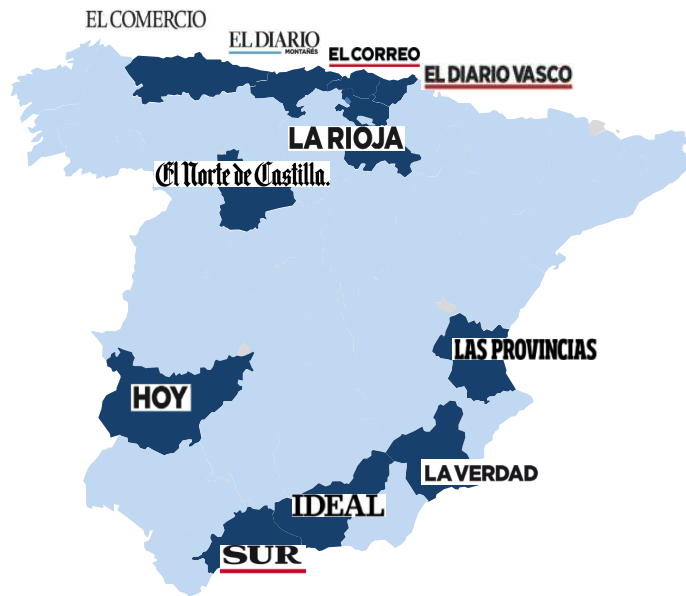 EL COMERCIO
EL DIARIO
MONTAÑÉS
EL CORREO
EL DIARIO VASCO
LA RIOJA
El Norte de Castilla.
LAS PROVINCIAS
HOY
LA VERDAD
IDEAL
SUR